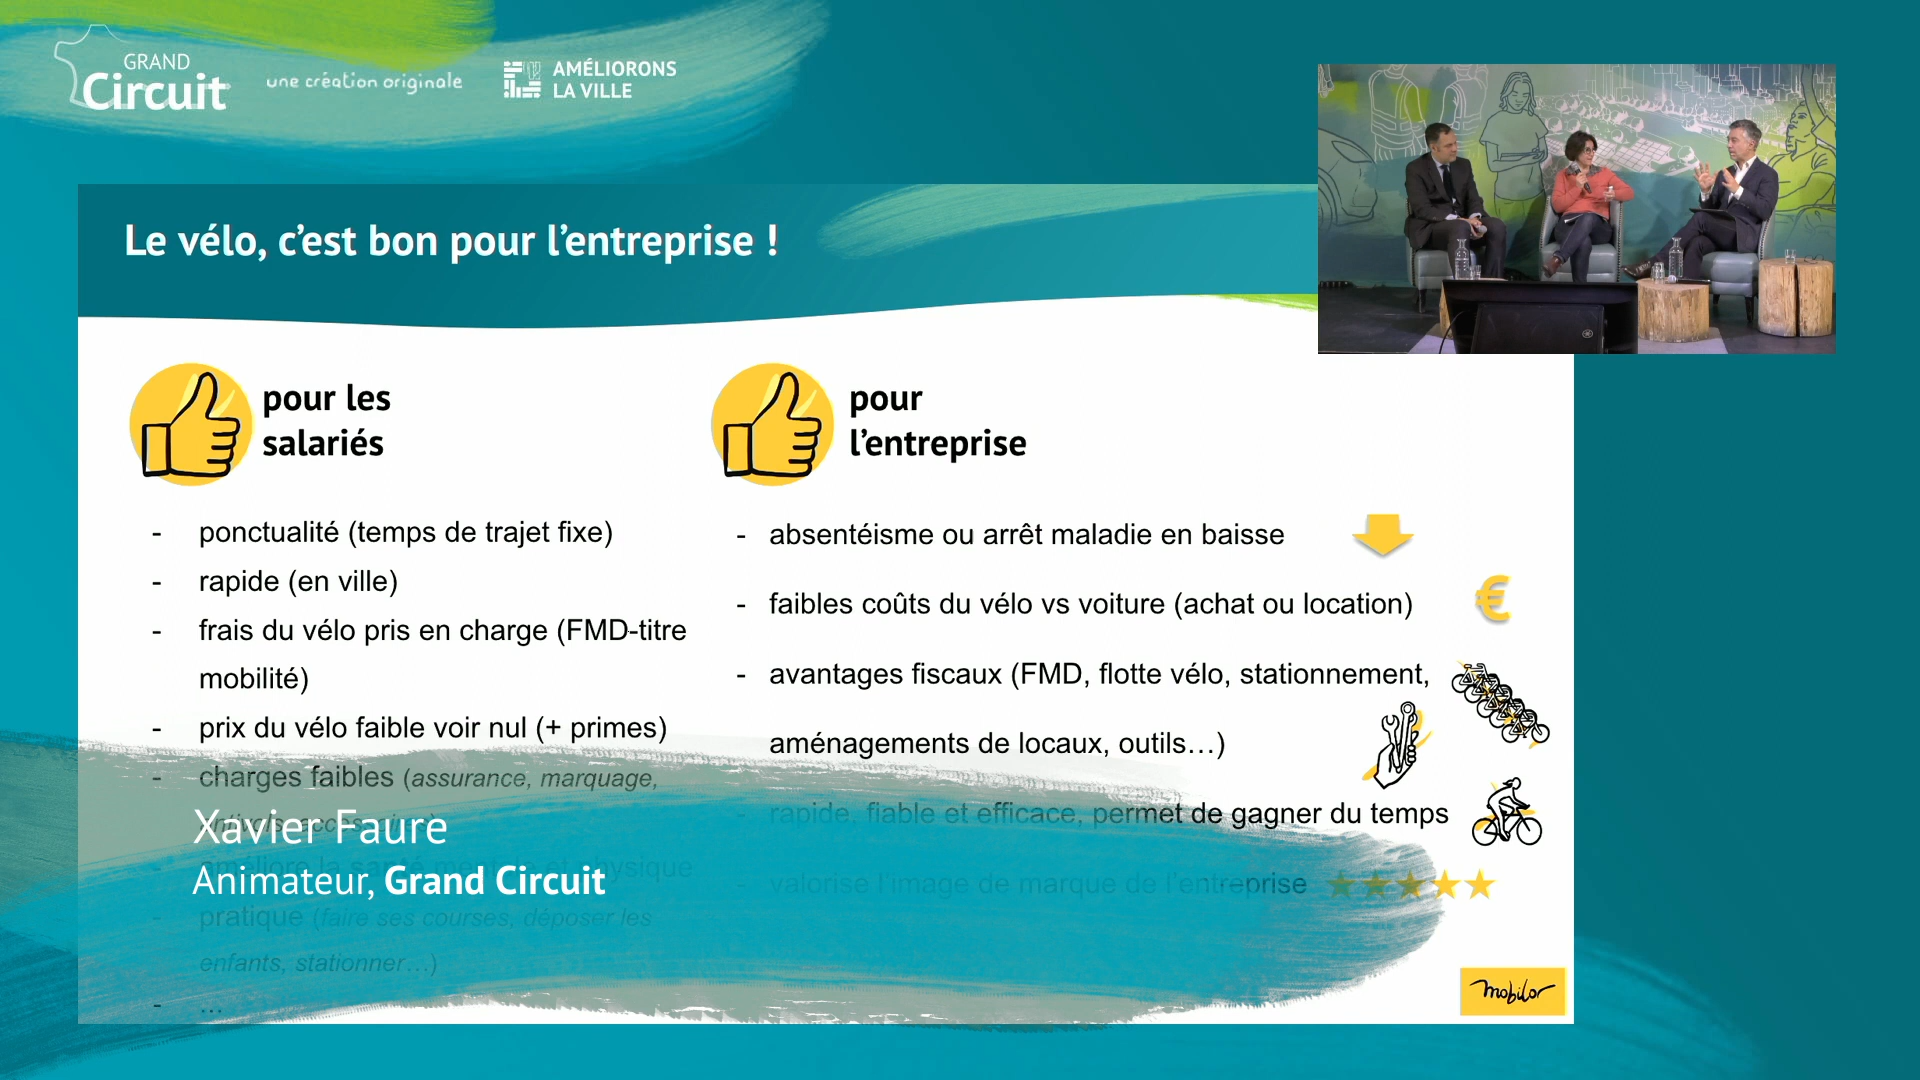 GRAND
Circuit
une création originale
AMÉLIORONS
LA VILLE
Le vélo, c'est bon pour l'entreprise !
pour les
salariés
- ponctualité (temps de trajet fixe)
- rapide (en ville)
- frais du vélo pris en charge (FMD-titre
mobilité)
- prix du vélo faible voir nul (+ primes)
- charges faibles (assurance, marquage,
- améliore la santé mentale et physique
- pratique (faire ses courses, déposer les
enfants, stationner…)
- …
pour
l'entreprise
- absentéisme ou arrêt maladie en baisse
- faibles coûts du vélo vs voiture (achat ou location)
€
- avantages fiscaux (FMD, flotte vélo, stationnement,
aménagements de locaux, outils…)
- rapide, fiable et efficace, permet de gagner du temps
- valorise l'image de marque de l'entreprise
Xavier Faure
Animateur, Grand Circuit
mobilor